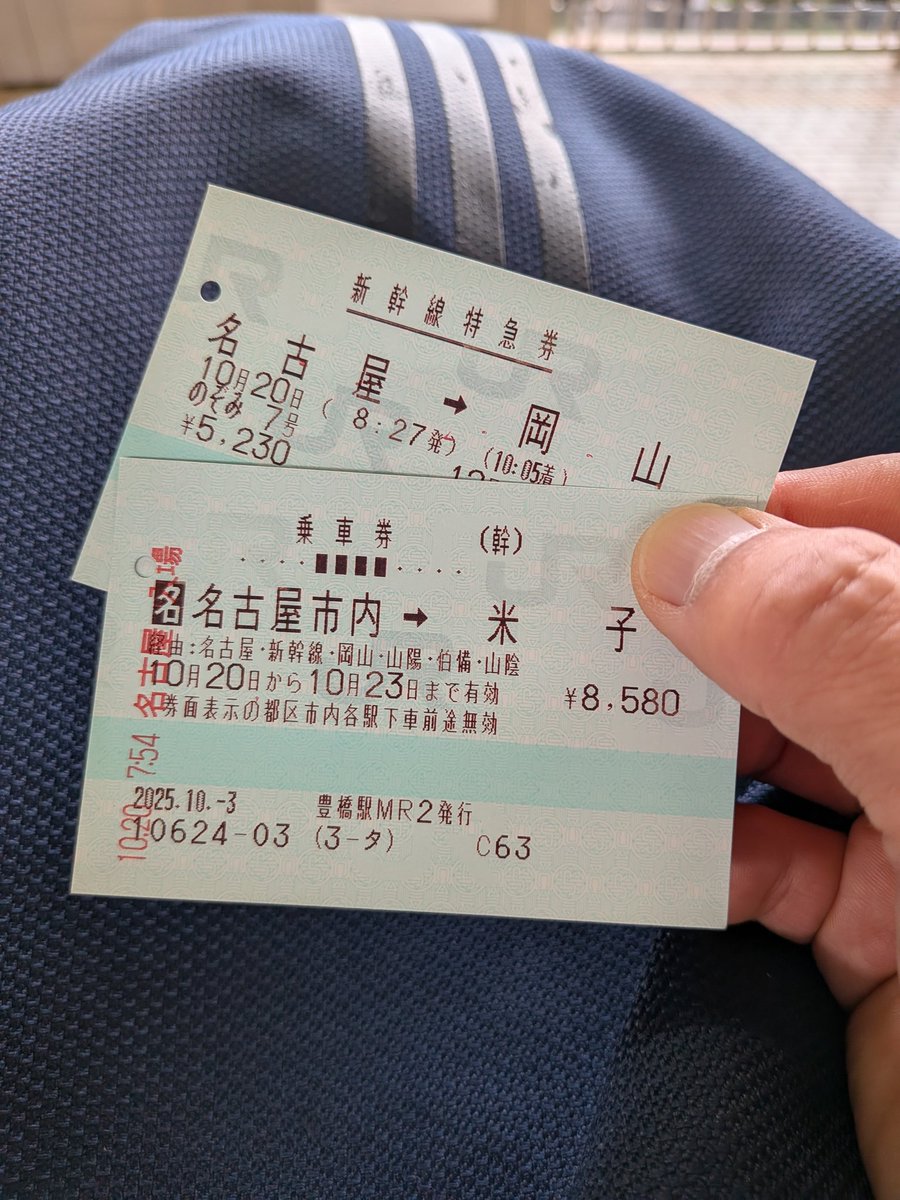 新幹線特急券
名古屋 → 岡山
10月20日 ( 8:27発) (10:05着)
のぞみ 7号
¥5,230
乗車券 (幹)
····■■■■····
名 名古屋市内 → 米子
経由:名古屋・新幹線・岡山・山陽・伯備・山陰
10月20日から10月23日まで有効 ¥8,580
券面表示の都区市内各駅下車前途無効
2025.10.-3 豊橋駅MR2発行
10624-03 (3-タ) C63
10.20 7:54 名古屋入場
JR